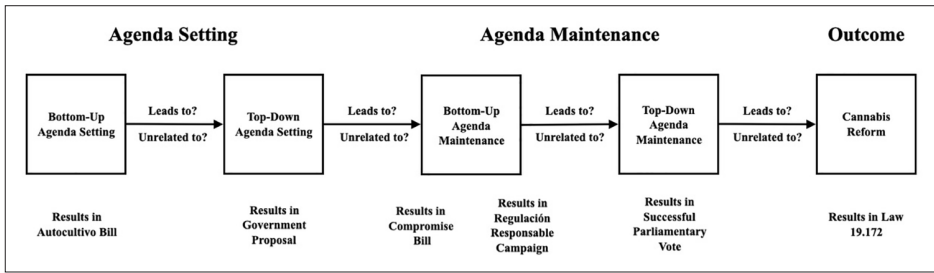 Agenda Setting
Agenda Maintenance
Outcome
Bottom-Up
Agenda Setting
Leads to?
Unrelated to?
Top-Down
Agenda Setting
Leads to?
Unrelated to?
Bottom-Up
Agenda
Maintenance
Leads to?
Unrelated to?
Top-Down
Agenda
Maintenance
Leads to?
Unrelated to?
Cannabis
Reform
Results in
Autocultivo Bill
Results in
Government
Proposal
Results in
Compromise
Bill
Results in
Regulación
Responsable
Campaign
Results in
Successful
Parliamentary
Vote
Results in Law
19.172